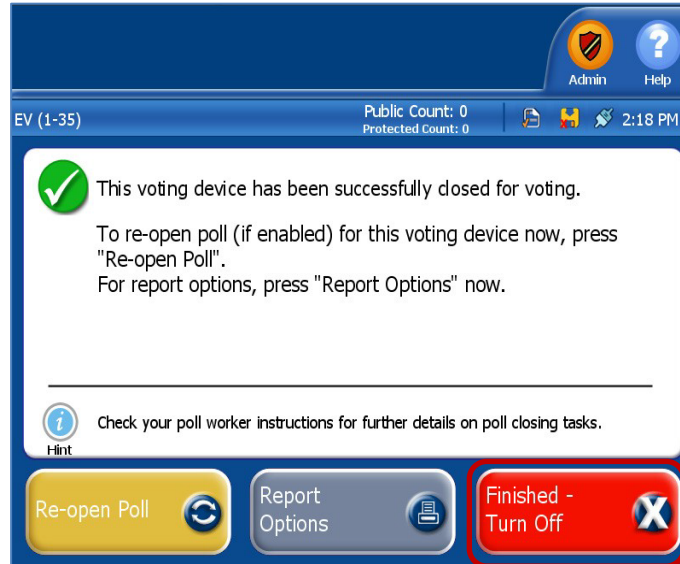 Admin Help
EV (1-35) Public Count: 0 2:18 PM
Protected Count: 0
This voting device has been successfully closed for voting.
To re-open poll (if enabled) for this voting device now, press
"Re-open Poll".
For report options, press "Report Options" now.
Check your poll worker instructions for further details on poll closing tasks.
Hint
Re-open Poll
Report
Options
Finished -
Turn Off